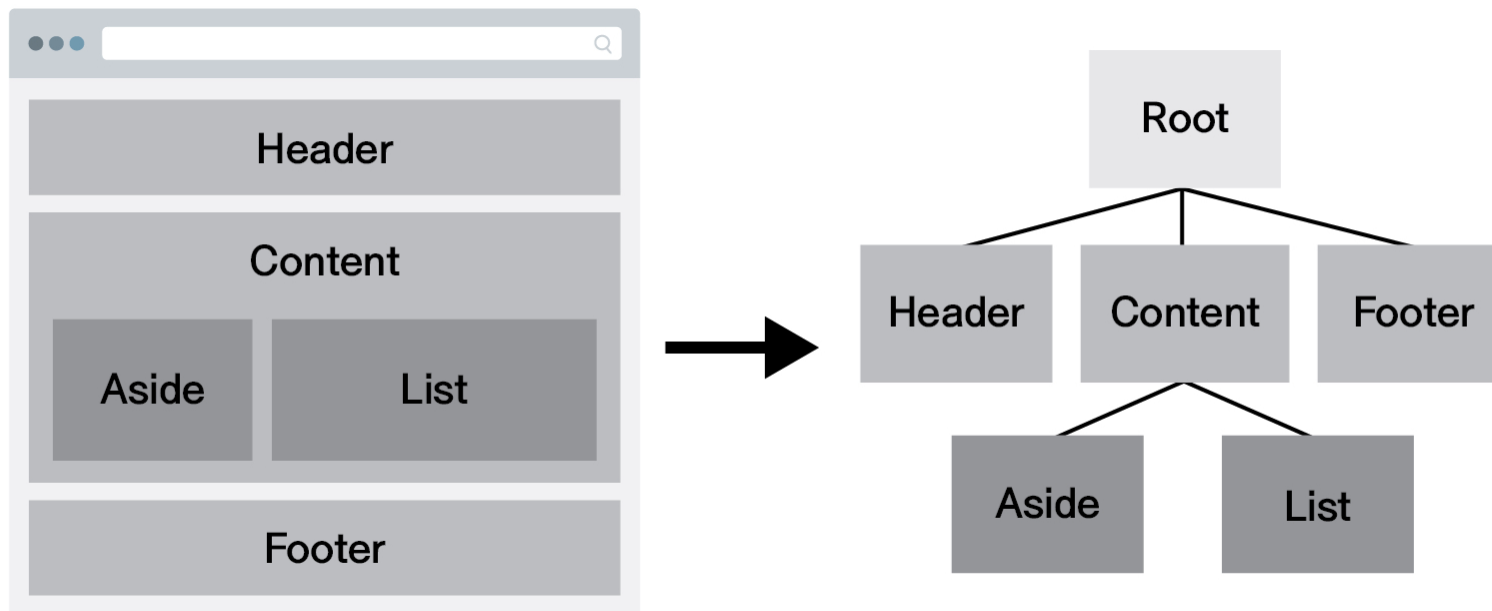 Header
Content
Aside
List
Footer
Root
Header
Content
Footer
Aside
List